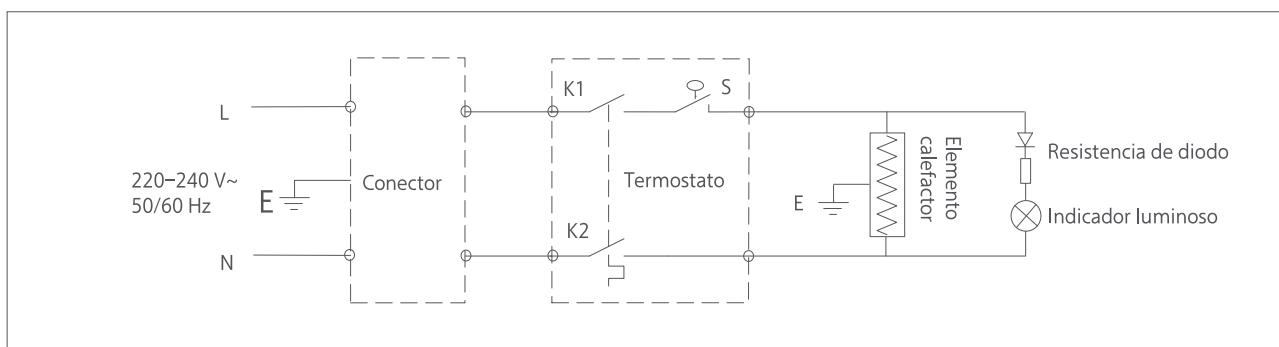 L
220–240 V~
50/60 Hz
E
N
Conector
K1
S
Termostato
K2
E
Elemento
calefactor
Resistencia de diodo
Indicador luminoso